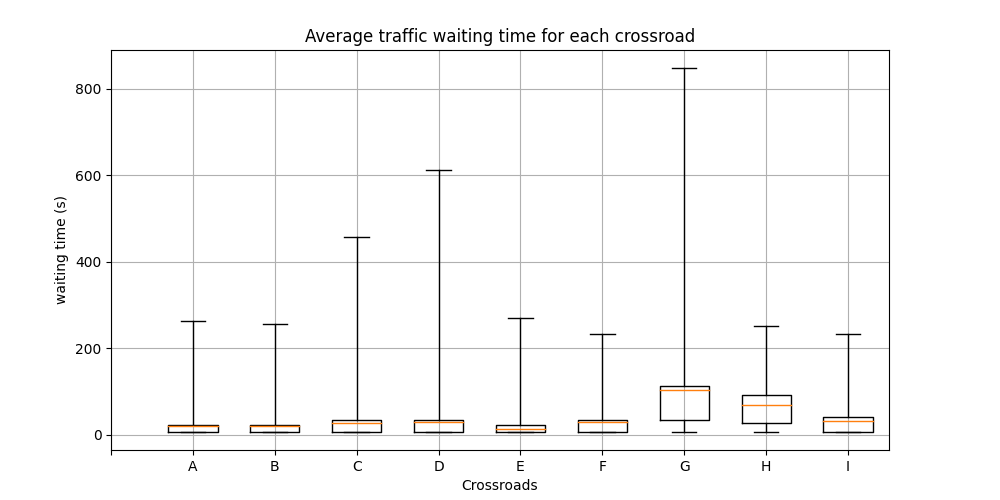 Average traffic waiting time for each crossroad
waiting time (s)
800
600
400
200
0
A B C D E F G H I
Crossroads